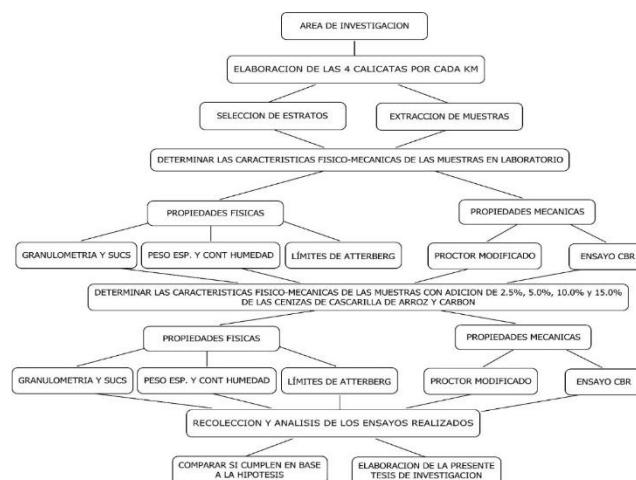 AREA DE INVESTIGACION
ELABORACION DE LAS 4 CALICATAS POR CADA KM
SELECCION DE ESTRATOS
EXTRACCION DE MUESTRAS
DETERMINAR LAS CARACTERISTICAS FISICO-MECANICAS DE LAS MUESTRAS EN LABORATORIO
PROPIEDADES FISICAS
PROPIEDADES MECANICAS
GRANULOMETRIA Y SUCS
PESO ESP. Y CONT HUMEDAD
LÍMITES DE ATTERBERG
PROCTOR MODIFICADO
ENSAYO CBR
DETERMINAR LAS CARACTERISTICAS FISICO-MECANICAS DE LAS MUESTRAS CON ADICION DE 2.5%, 5.0%, 10.0% y 15.0%
DE LAS CENIZAS DE CASCARILLA DE ARROZ Y CARBON
PROPIEDADES FISICAS
PROPIEDADES MECANICAS
GRANULOMETRIA Y SUCS
PESO ESP. Y CONT HUMEDAD
LÍMITES DE ATTERBERG
PROCTOR MODIFICADO
ENSAYO CBR
RECOLECCION Y ANALISIS DE LOS ENSAYOS REALIZADOS
COMPARAR SI CUMPLEN EN BASE
A LA HIPOTESIS
ELABORACION DE LA PRESENTE
TESIS DE INVESTIGACION